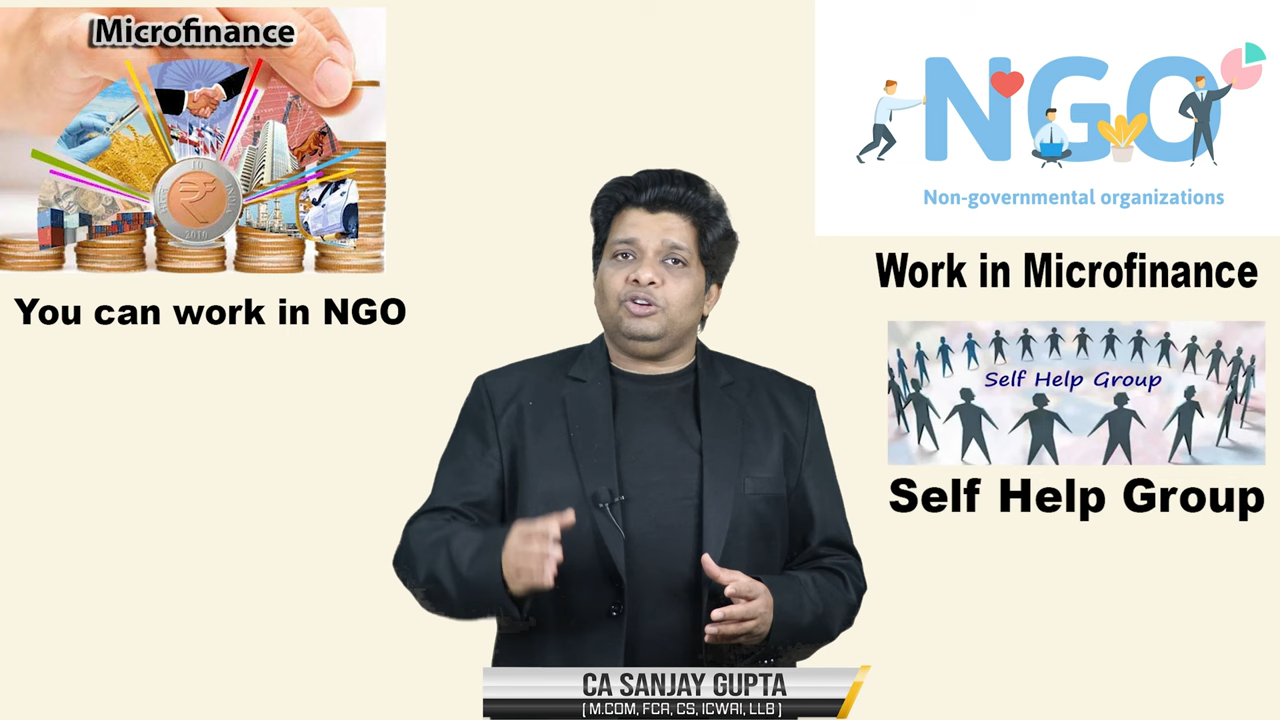 Microfinance
You can work in NGO
NGO
Non-governmental organizations
Work in Microfinance
Self Help Group
Self Help Group
CA SANJAY GUPTA
[ M.COM, FCA, CS, ICWAI, LLB ]